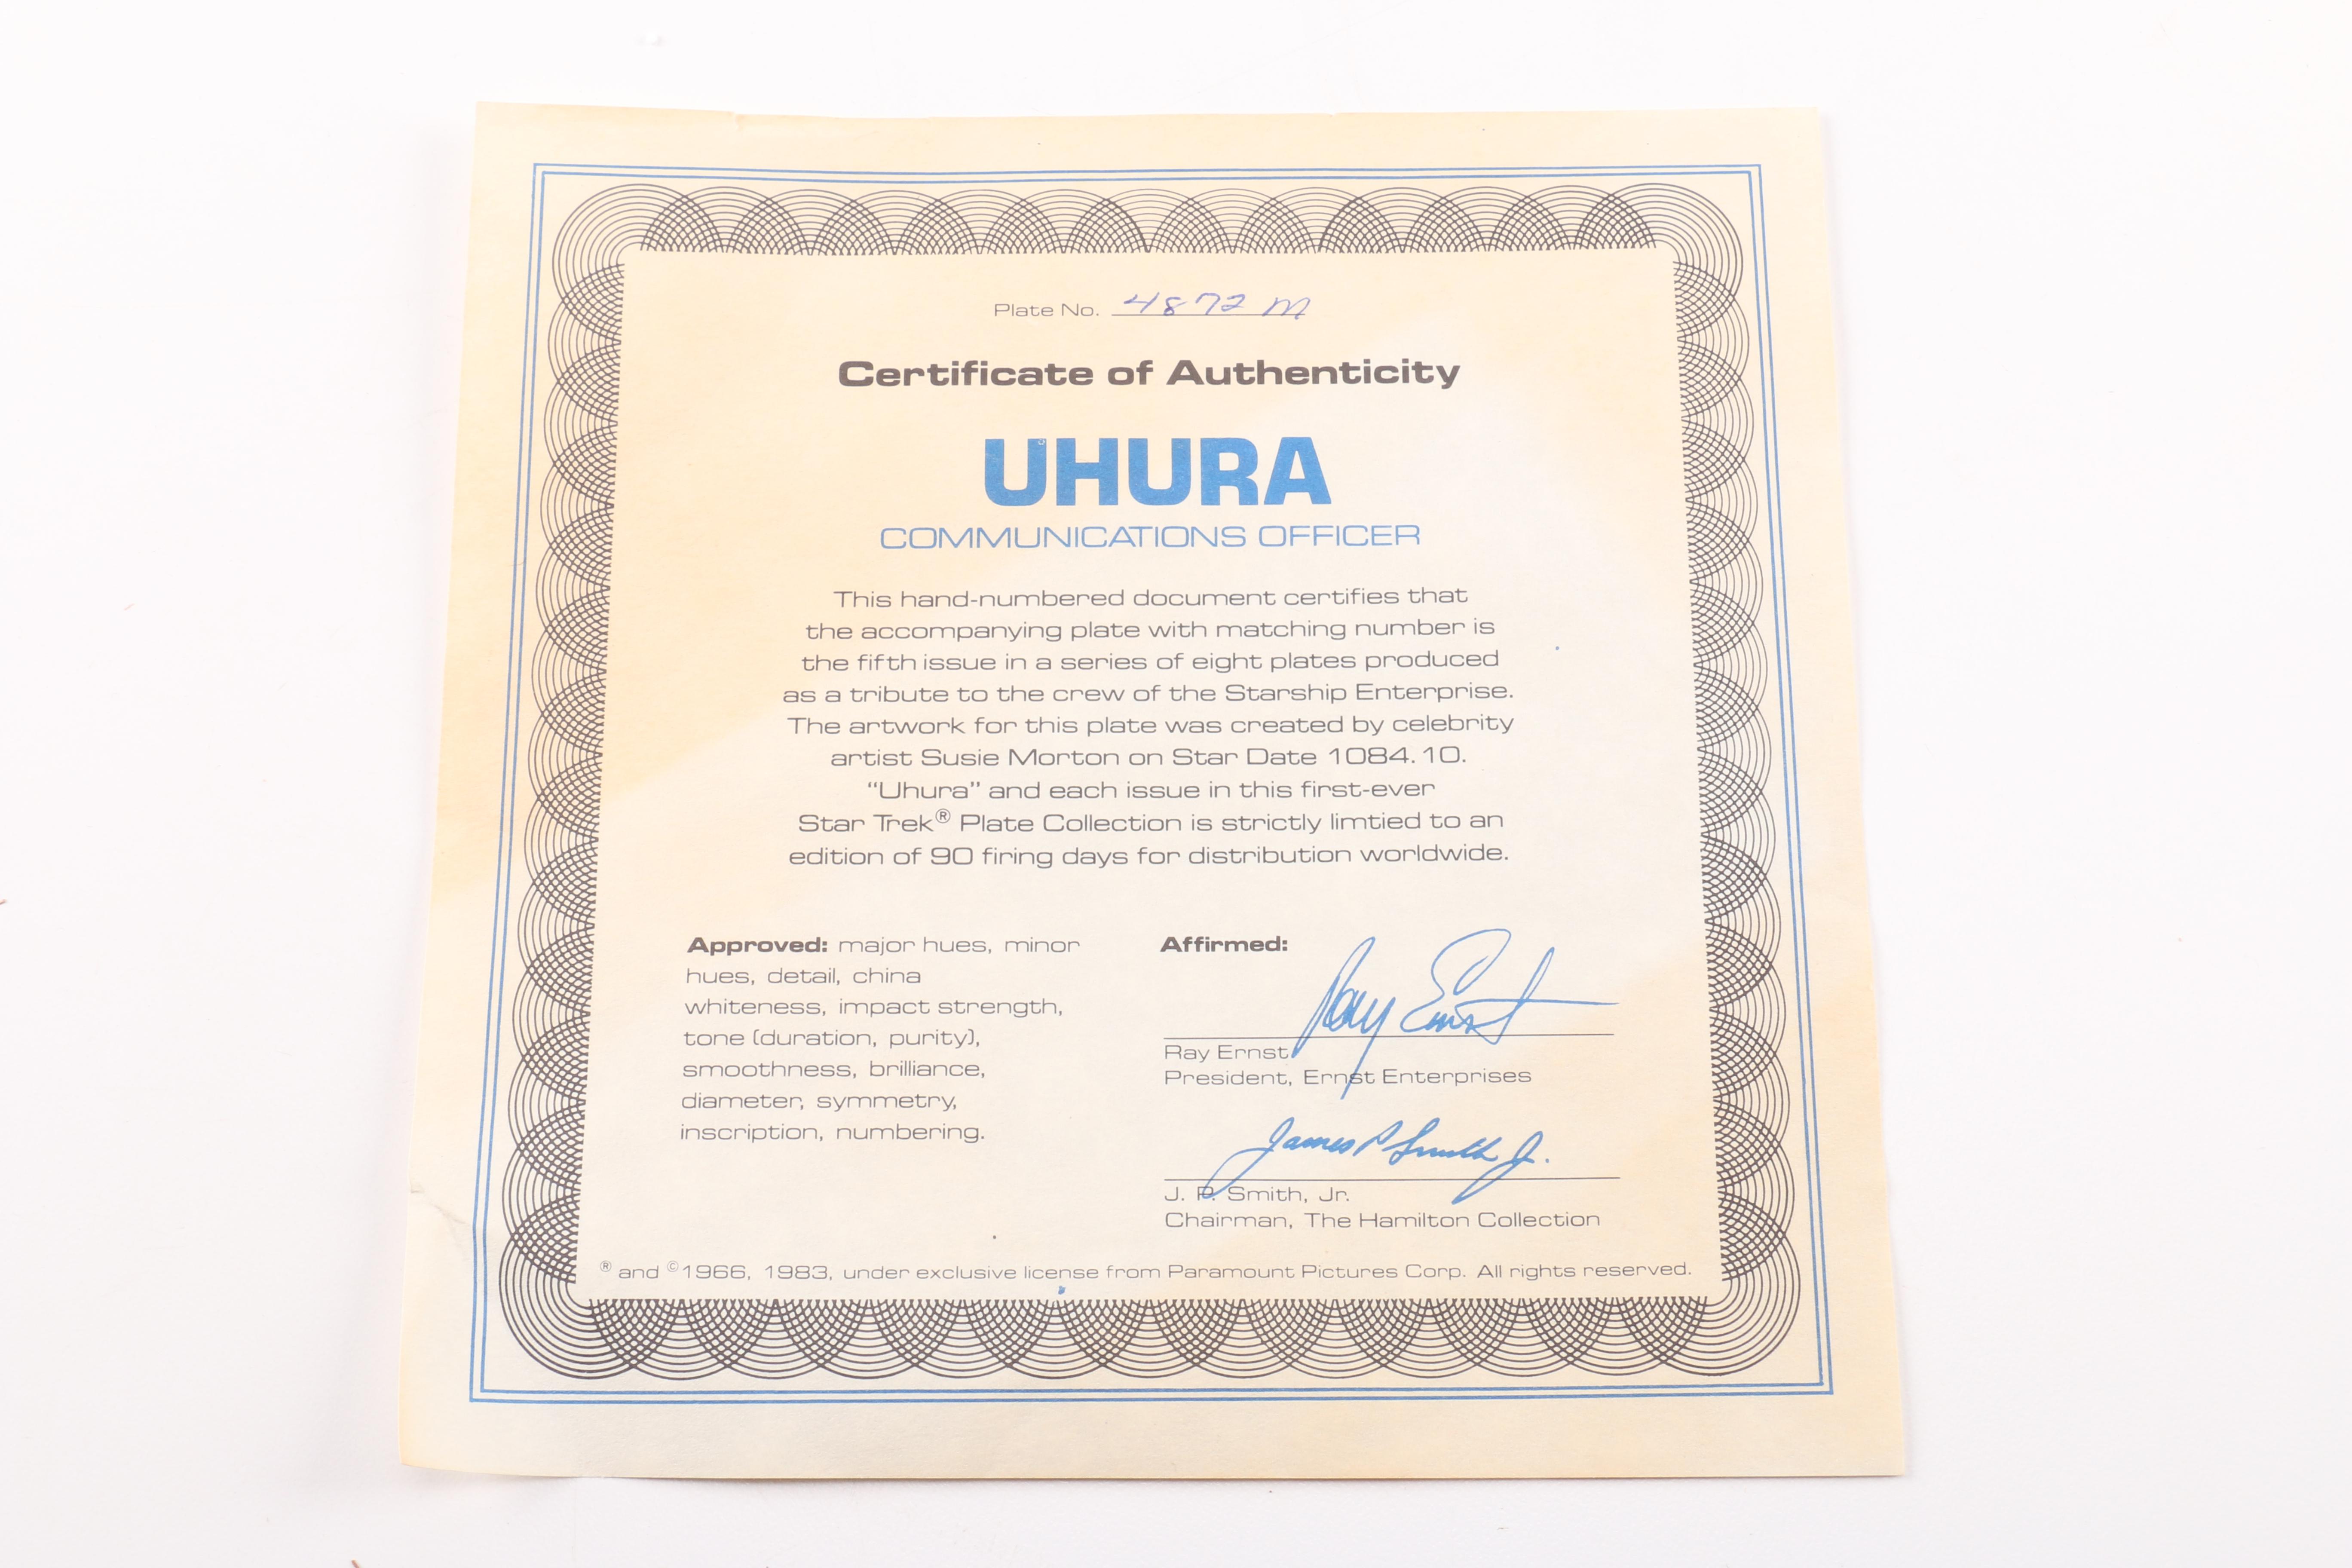 Plate No. 4872 M
Certificate of Authenticity
UHURA
COMMUNICATIONS OFFICER
This hand-numbered document certifies that
the accompanying plate with matching number is
the fifth issue in a series of eight plates produced
as a tribute to the crew of the Starship Enterprise.
The artwork for this plate was created by celebrity
artist Susie Morton on Star Date 1084.10.
“Uhura” and each issue in this first-ever
Star Trek® Plate Collection is strictly limtied to an
edition of 90 firing days for distribution worldwide.
Approved: major hues, minor
hues, detail, china
whiteness, impact strength,
tone (duration, purity),
smoothness, brilliance,
diameter, symmetry,
inscription, numbering.
Affirmed:
Ray Ernst
Ray Ernst
President, Ernst Enterprises
James P Smith Jr.
J. P. Smith, Jr.
Chairman, The Hamilton Collection
® and ©1966, 1983, under exclusive license from Paramount Pictures Corp. All rights reserved.